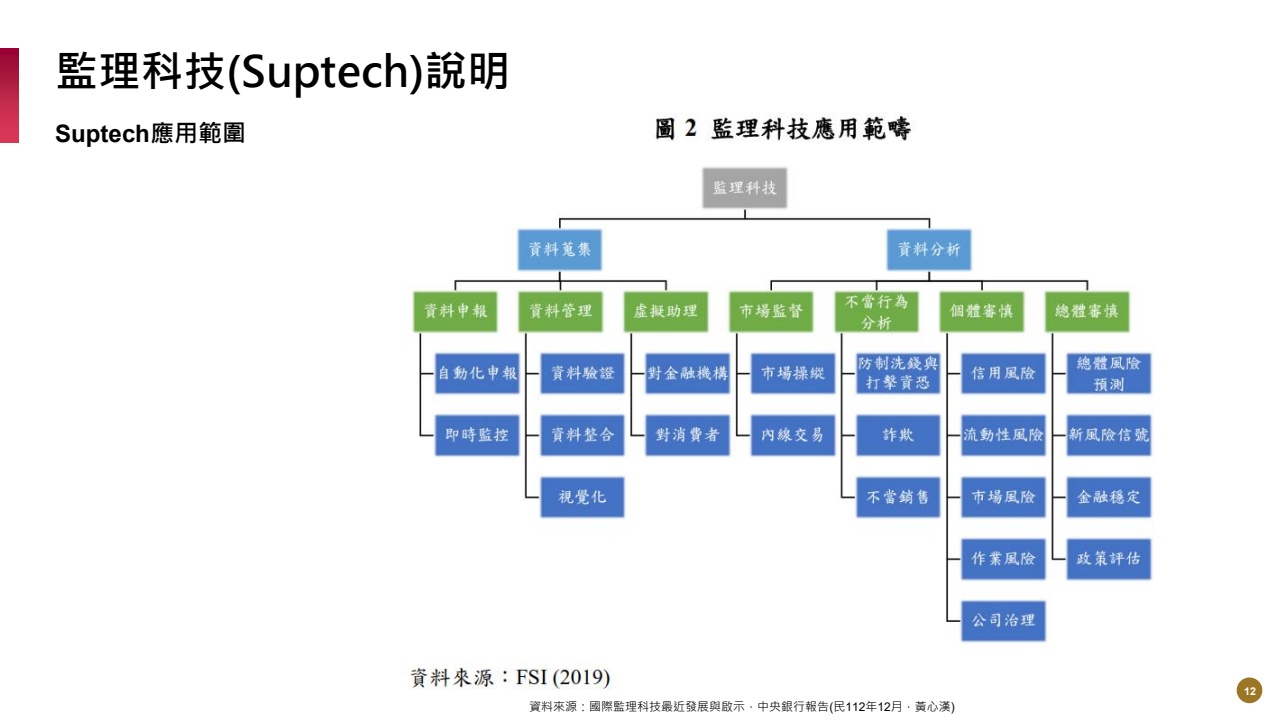 監理科技(Suptech)說明
Suptech應用範圍
圖 2 監理科技應用範疇
監理科技
資料蒐集
資料分析
資料申報
資料管理
虛擬助理
市場監督
不當行為
分析
個體審慎
總體審慎
自動化申報
資料驗證
對金融機構
市場操縱
防制洗錢與
打擊資恐
信用風險
總體風險
預測
即時監控
資料整合
對消費者
內線交易
詐欺
流動性風險
新風險信號
視覺化
不當銷售
市場風險
金融穩定
作業風險
政策評估
公司治理
資料來源：FSI (2019)
資料來源：國際監理科技最近發展與啟示，中央銀行報告(民112年12月，黃心漢)
12